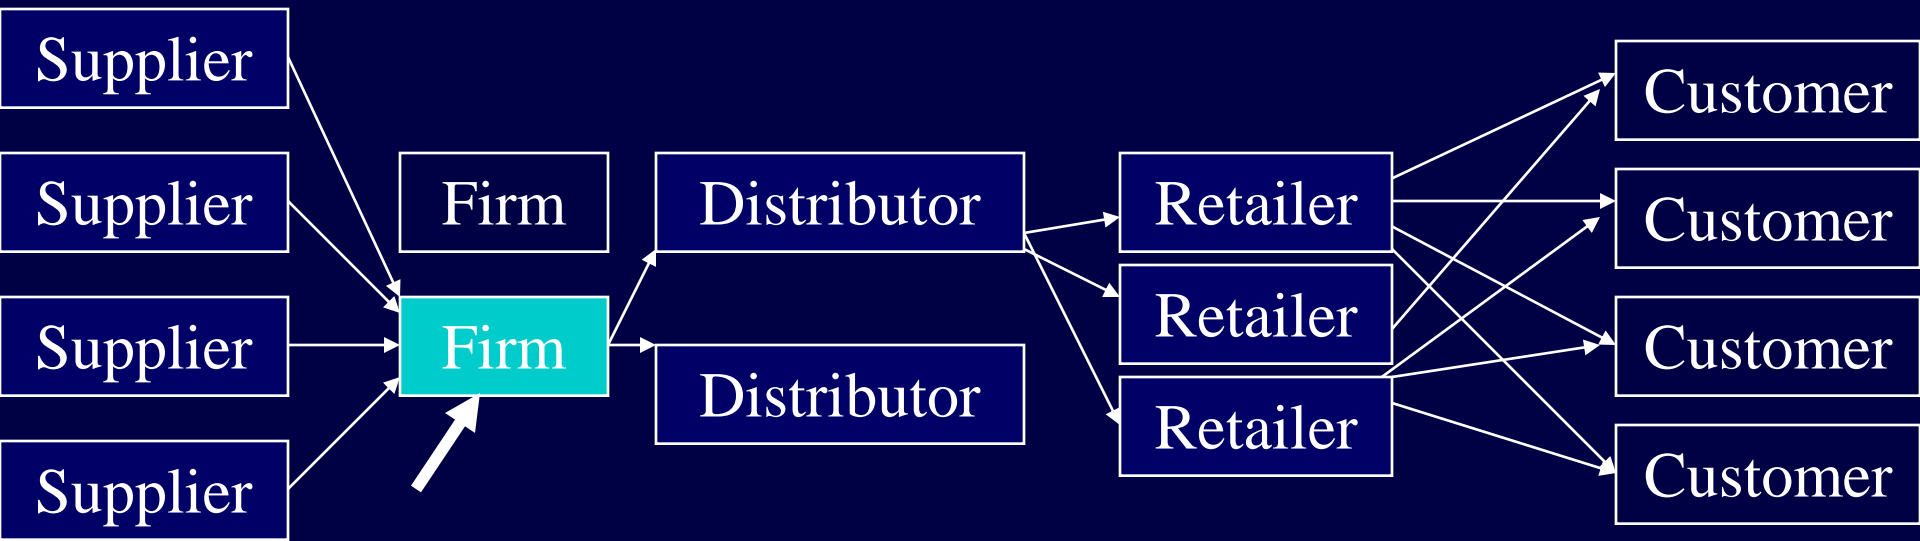 Supplier
Supplier
Supplier
Supplier
Firm
Firm
Distributor
Distributor
Retailer
Retailer
Retailer
Customer
Customer
Customer
Customer